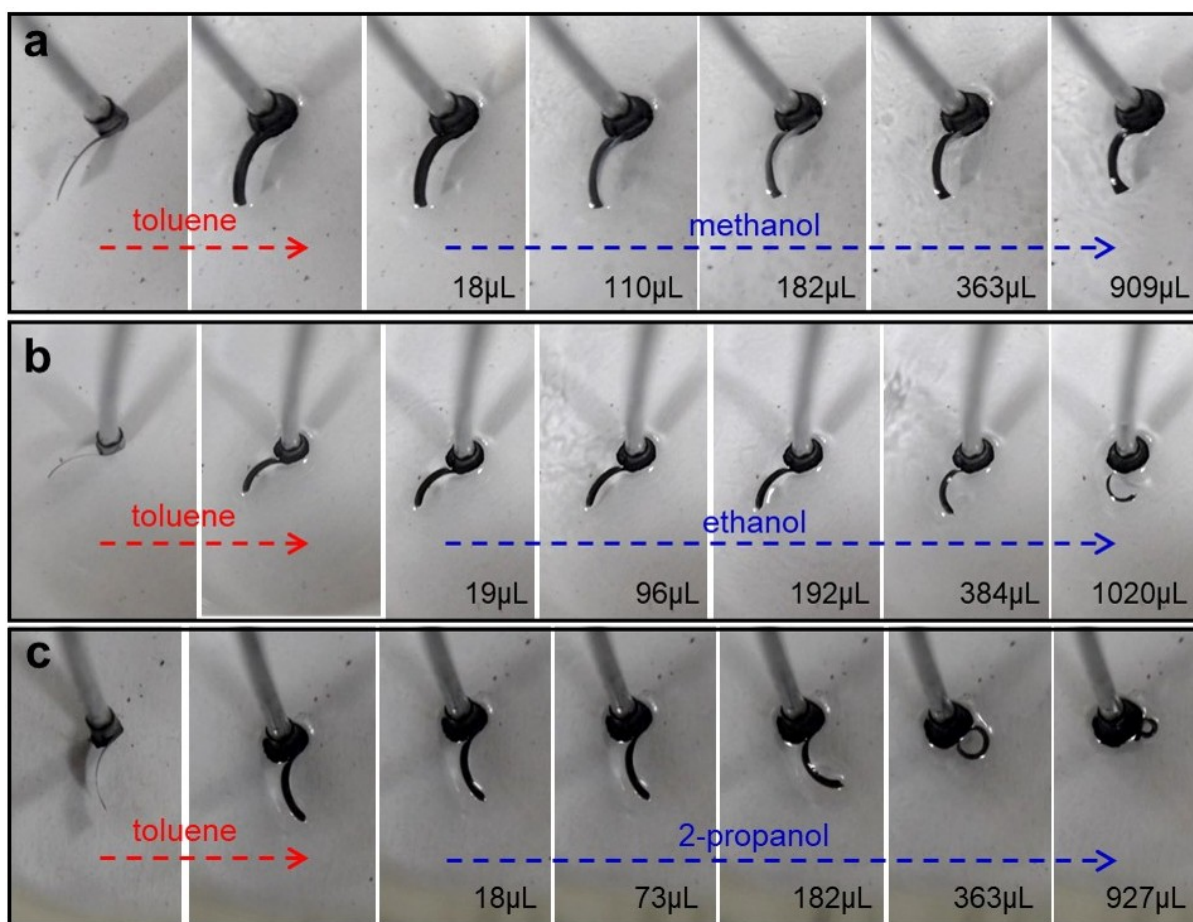 a
toluene
methanol
18µL 110µL 182µL 363µL 909µL
b
toluene
ethanol
19µL 96µL 192µL 384µL 1020µL
c
toluene
2-propanol
18µL 73µL 182µL 363µL 927µL